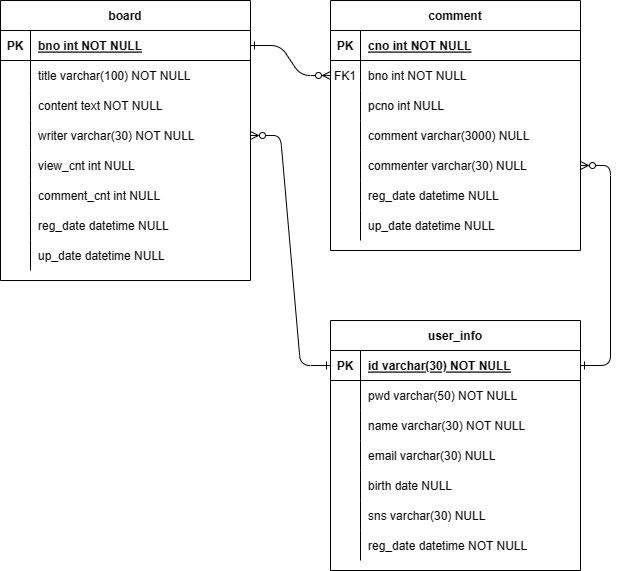 board
PK bno int NOT NULL
title varchar(100) NOT NULL
content text NOT NULL
writer varchar(30) NOT NULL
view_cnt int NULL
comment_cnt int NULL
reg_date datetime NULL
up_date datetime NULL
comment
PK cno int NOT NULL
FK1 bno int NOT NULL
pcno int NULL
comment varchar(3000) NULL
commenter varchar(30) NULL
reg_date datetime NULL
up_date datetime NULL
user_info
PK id varchar(30) NOT NULL
pwd varchar(50) NOT NULL
name varchar(30) NOT NULL
email varchar(30) NULL
birth date NULL
sns varchar(30) NULL
reg_date datetime NOT NULL